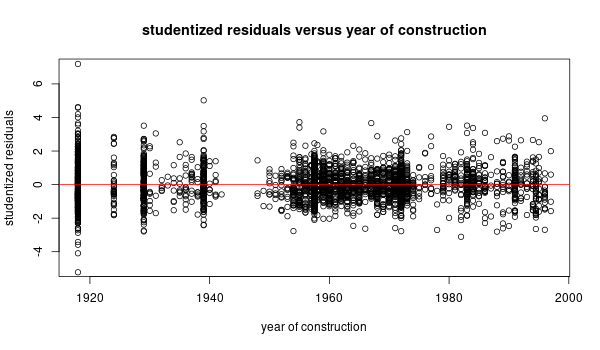 studentized residuals versus year of construction
studentized residuals
6
4
2
0
-2
-4
1920 1940 1960 1980 2000
year of construction